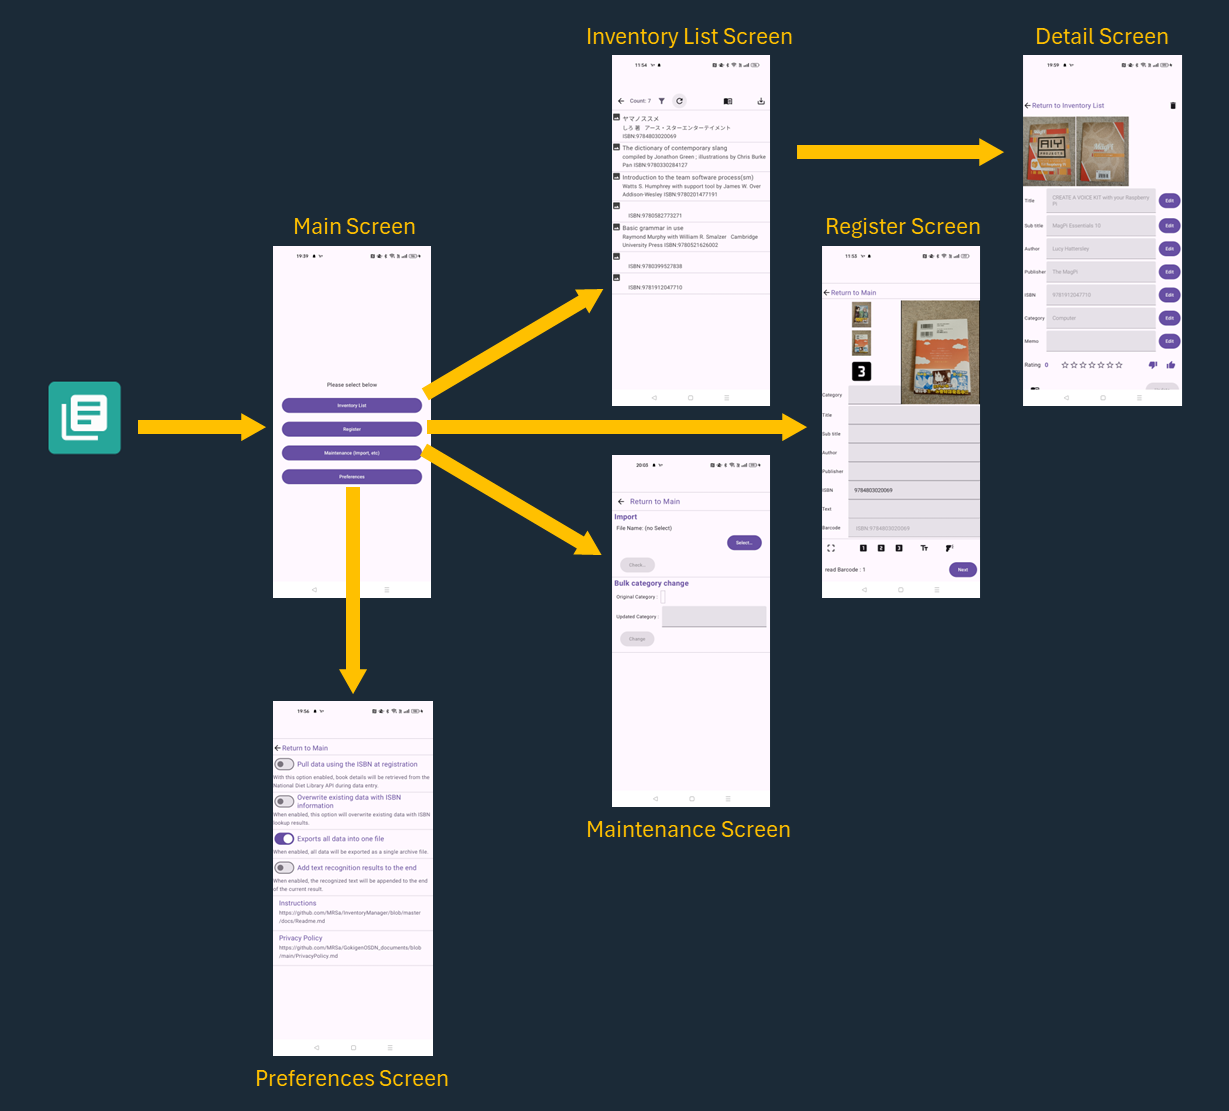 Inventory List Screen
11:54
Count: 7
ヤマノススメ
しろ 著 アース・スターエンターテイメント
ISBN:9784803020069
The dictionary of contemporary slang
compiled by Jonathon Green ; illustrations by Chris Burke
Pan ISBN:9780330284127
Introduction to the team software process(sm)
Watts S. Humphrey with support tool by James W. Over
Addison-Wesley ISBN:9780201477191
ISBN:9780582773271
Basic grammar in use
Raymond Murphy with William R. Smalzer Cambridge
University Press ISBN:9780521626002
ISBN:9780399527838
ISBN:9781912047710
Detail Screen
19:59
Return to Inventory List
AIY
PROJECTS
MagPi
Title
CREATE A VOICE KIT with your Raspberry
Pi
Edit
Sub title
MagPi Essentials 10
Edit
Author
Lucy Hattersley
Edit
Publisher
The MagPi
Edit
ISBN
9781912047710
Edit
Category
Computer
Edit
Memo
Edit
Rating 0
Main Screen
19:39
Please select below
Inventory List
Register
Maintenance (Import, etc)
Preferences
Register Screen
11:53
Return to Main
3
Category
Title
Sub title
Author
Publisher
ISBN
9784803020069
Text
Barcode
ISBN:9784803020069
1 2 3 Tт
read Barcode : 1
Next
20:03
Return to Main
Import
File Name: (no Select)
Select...
Check...
Bulk category change
Original Category :
Updated Category :
Change
Maintenance Screen
19:56
Return to Main
Pull data using the ISBN at registration
With this option enabled, book details will be retrieved from the
National Diet Library API during data entry.
Overwrite existing data with ISBN
information
When enabled, this option will overwrite existing data with ISBN
lookup results.
Exports all data into one file
When enabled, all data will be exported as a single archive file.
Add text recognition results to the end
When enabled, the recognized text will be appended to the end
of the current result.
Instructions
https://github.com/MRSa/InventoryManager/blob/master
/docs/Readme.md
Privacy Policy
https://github.com/MRSa/GokigenOSDN_documents/blob
/main/PrivacyPolicy.md
Preferences Screen